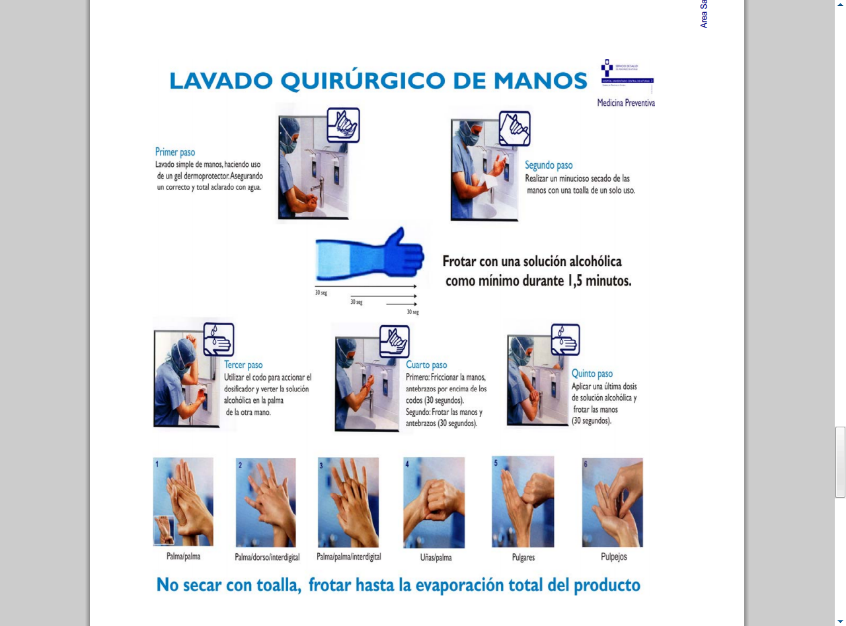 Area Sa
LAVADO QUIRÚRGICO DE MANOS
Medicina Preventiva
Primer paso
Lavado simple de manos, haciendo uso
de un gel dermoprotector. Asegurando
un correcto y total aclarado con agua.
Segundo paso
Realizar un minucioso secado de las
manos con una toalla de un solo uso.
Frotar con una solución alcohólica
como mínimo durante 1,5 minutos.
30 seg
30 seg
30 seg
Tercer paso
Utilizar el codo para accionar el
dosificador y verter la solución
alcohólica en la palma
de la otra mano.
Cuarto paso
Primero: Friccionar la manos,
antebrazos por encima de los
codos (30 segundos).
Segundo: Frotar las manos y
antebrazos (30 segundos).
Quinto paso
Aplicar una última dosis
de solución alcohólica y
frotar las manos
(30 segundos).
1
2
3
4
5
6
Palma/palma
Palma/dorso/interdigital
Palma/palma/interdigital
Uñas/palma
Pulgares
Pulpejos
No secar con toalla, frotar hasta la evaporación total del producto